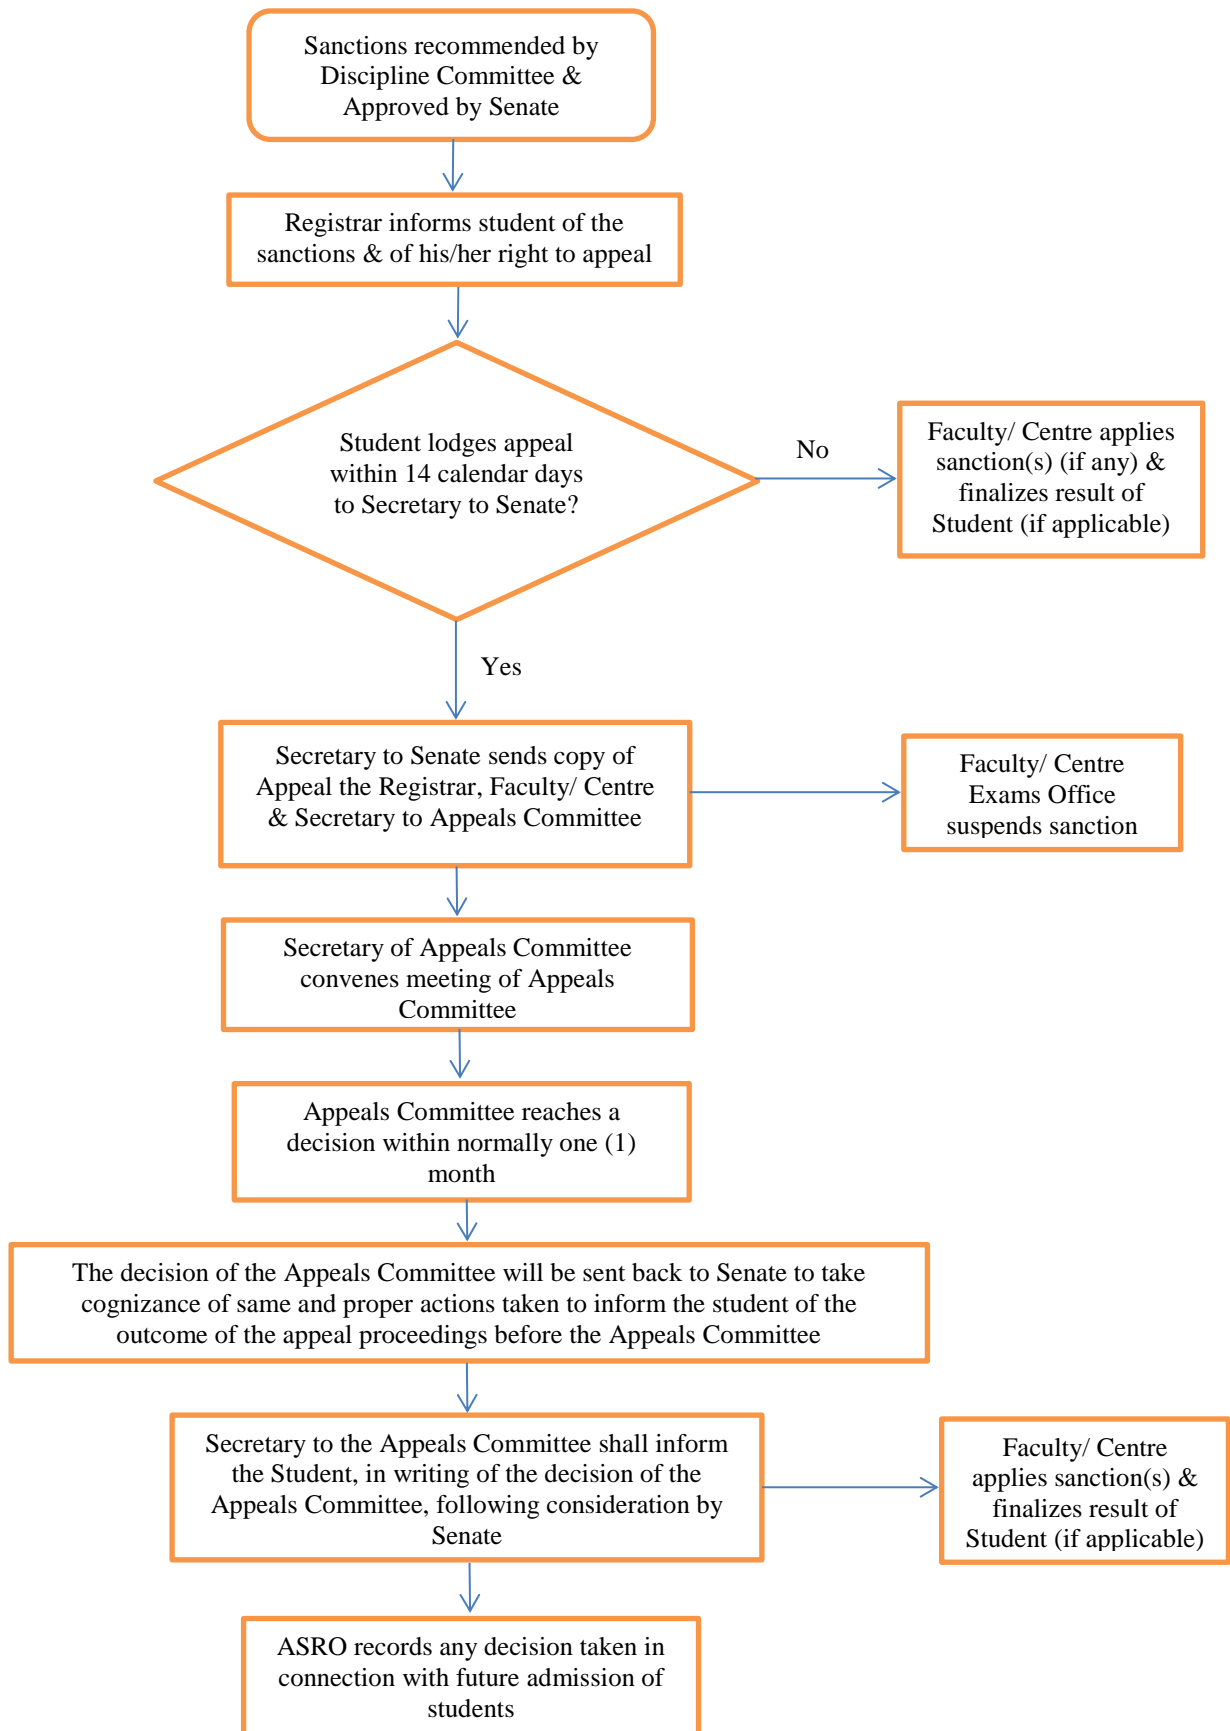 Sanctions recommended by
Discipline Committee &
Approved by Senate
Registrar informs student of the
sanctions & of his/her right to appeal
Student lodges appeal
within 14 calendar days
to Secretary to Senate?
No
Faculty/ Centre applies
sanction(s) (if any) &
finalizes result of
Student (if applicable)
Yes
Secretary to Senate sends copy of
Appeal the Registrar, Faculty/ Centre
& Secretary to Appeals Committee
Faculty/ Centre
Exams Office
suspends sanction
Secretary of Appeals Committee
convenes meeting of Appeals
Committee
Appeals Committee reaches a
decision within normally one (1)
month
The decision of the Appeals Committee will be sent back to Senate to take
cognizance of same and proper actions taken to inform the student of the
outcome of the appeal proceedings before the Appeals Committee
Secretary to the Appeals Committee shall inform
the Student, in writing of the decision of the
Appeals Committee, following consideration by
Senate
Faculty/ Centre
applies sanction(s) &
finalizes result of
Student (if applicable)
ASRO records any decision taken in
connection with future admission of
students